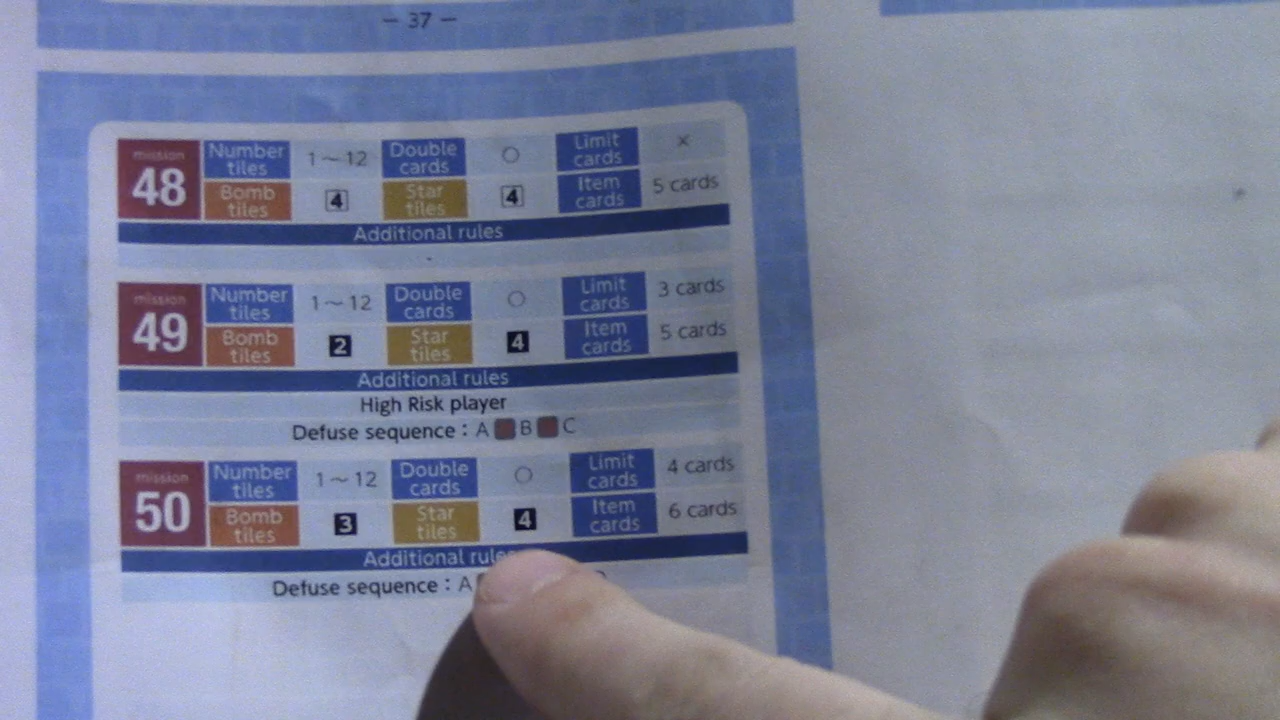 — 37 —
mission 48 Number tiles 1~12 Double cards ○ Limit cards ×
Bomb tiles 4 Star tiles 4 Item cards 5 cards
Additional rules
mission 49 Number tiles 1~12 Double cards ○ Limit cards 3 cards
Bomb tiles 2 Star tiles 4 Item cards 5 cards
Additional rules
High Risk player
Defuse sequence : A B C
mission 50 Number tiles 1~12 Double cards ○ Limit cards 4 cards
Bomb tiles 3 Star tiles 4 Item cards 6 cards
Additional rules
Defuse sequence : A